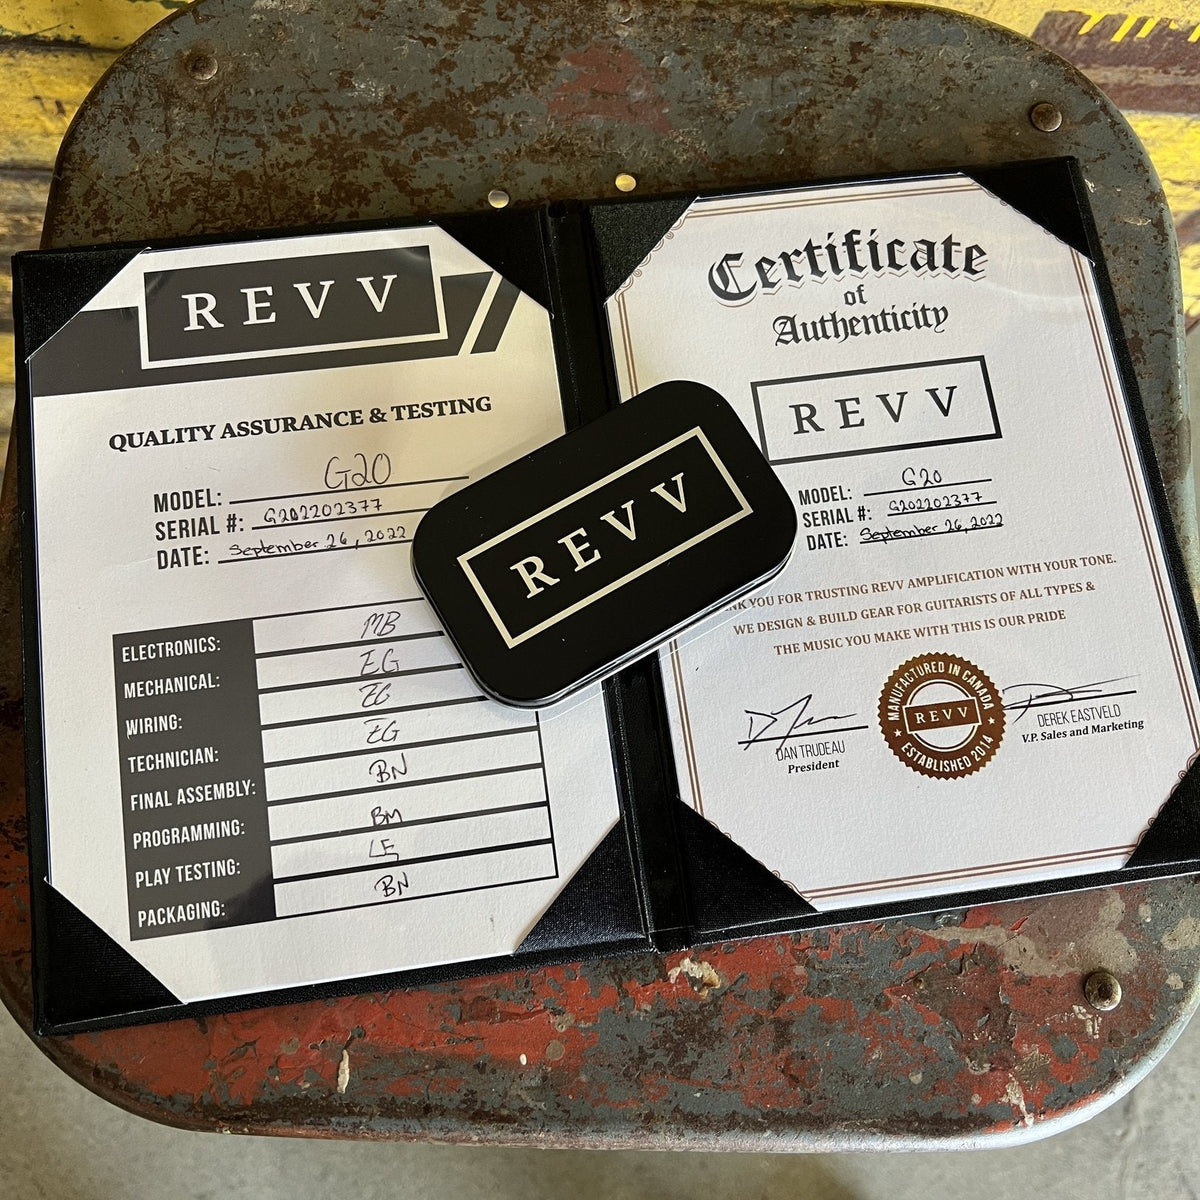 REVV
QUALITY ASSURANCE & TESTING
MODEL: G20
SERIAL #: G202202377
DATE: September 26, 2022
ELECTRONICS: MB
MECHANICAL: EG
WIRING: EG
TECHNICIAN: EG
FINAL ASSEMBLY: BN
PROGRAMMING: BM
PLAY TESTING: LE
PACKAGING: BN
REVV
Certificate
of
Authenticity
REVV
MODEL: G20
SERIAL #: G202202377
DATE: September 26, 2022
YOU FOR TRUSTING REVV AMPLIFICATION WITH YOUR TONE.
WE DESIGN & BUILD GEAR FOR GUITARISTS OF ALL TYPES &
THE MUSIC YOU MAKE WITH THIS IS OUR PRIDE
DAN TRUDEAU
President
MANUFACTURED IN CANADA
REVV
ESTABLISHED 2014
DEREK EASTVELD
V.P. Sales and Marketing